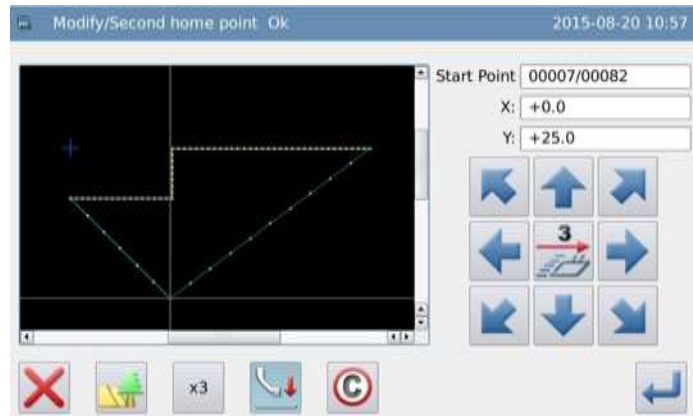 Modify/Second home point Ok 2015-08-20 10:57
Start Point 00007/00082
X: +0.0
Y: +25.0
3
x3
C